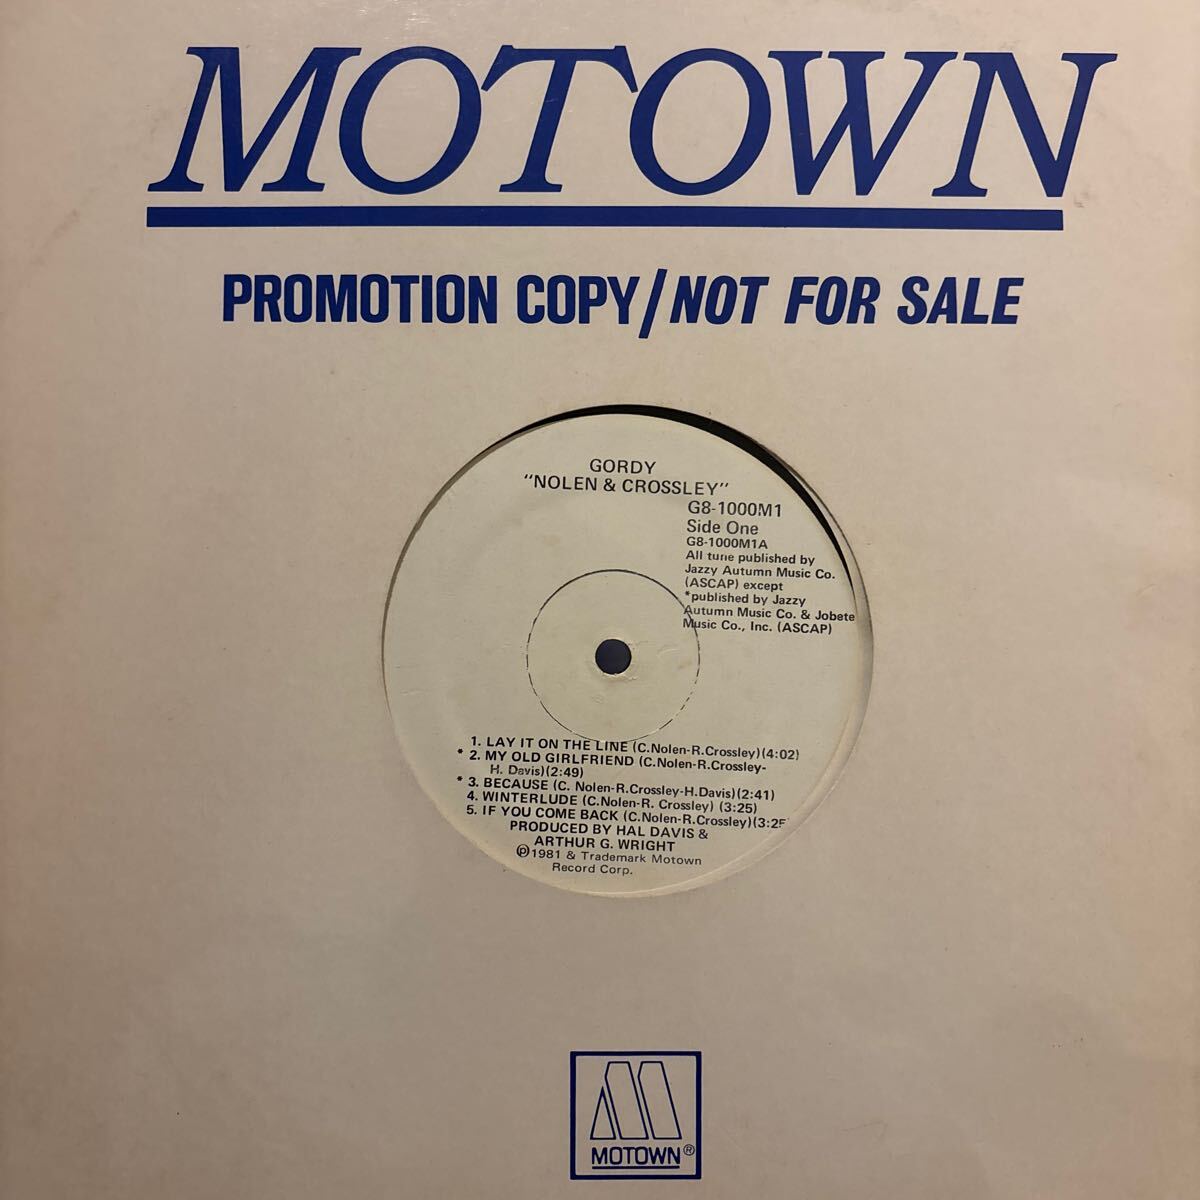 MOTOWN
PROMOTION COPY/NOT FOR SALE
GORDY
"NOLEN & CROSSLEY"
G8-1000M1
Side One
G8-1000M1A
All tune published by
Jazzy Autumn Music Co.
(ASCAP) except
*published by Jazzy
Autumn Music Co. & Jobete
Music Co., Inc. (ASCAP)
1. LAY IT ON THE LINE (C.Nolen-R.Crossley)(4:02)
* 2. MY OLD GIRLFRIEND (C.Nolen-R.Crossley-
H. Davis)(2:49)
* 3. BECAUSE (C. Nolen-R.Crossley-H.Davis)(2:41)
4. WINTERLUDE (C.Nolen-R. Crossley) (3:25)
5. IF YOU COME BACK (C.Nolen-R.Crossley)(3:25
PRODUCED BY HAL DAVIS &
ARTHUR G. WRIGHT
℗1981 & Trademark Motown
Record Corp.
MOTOWN®